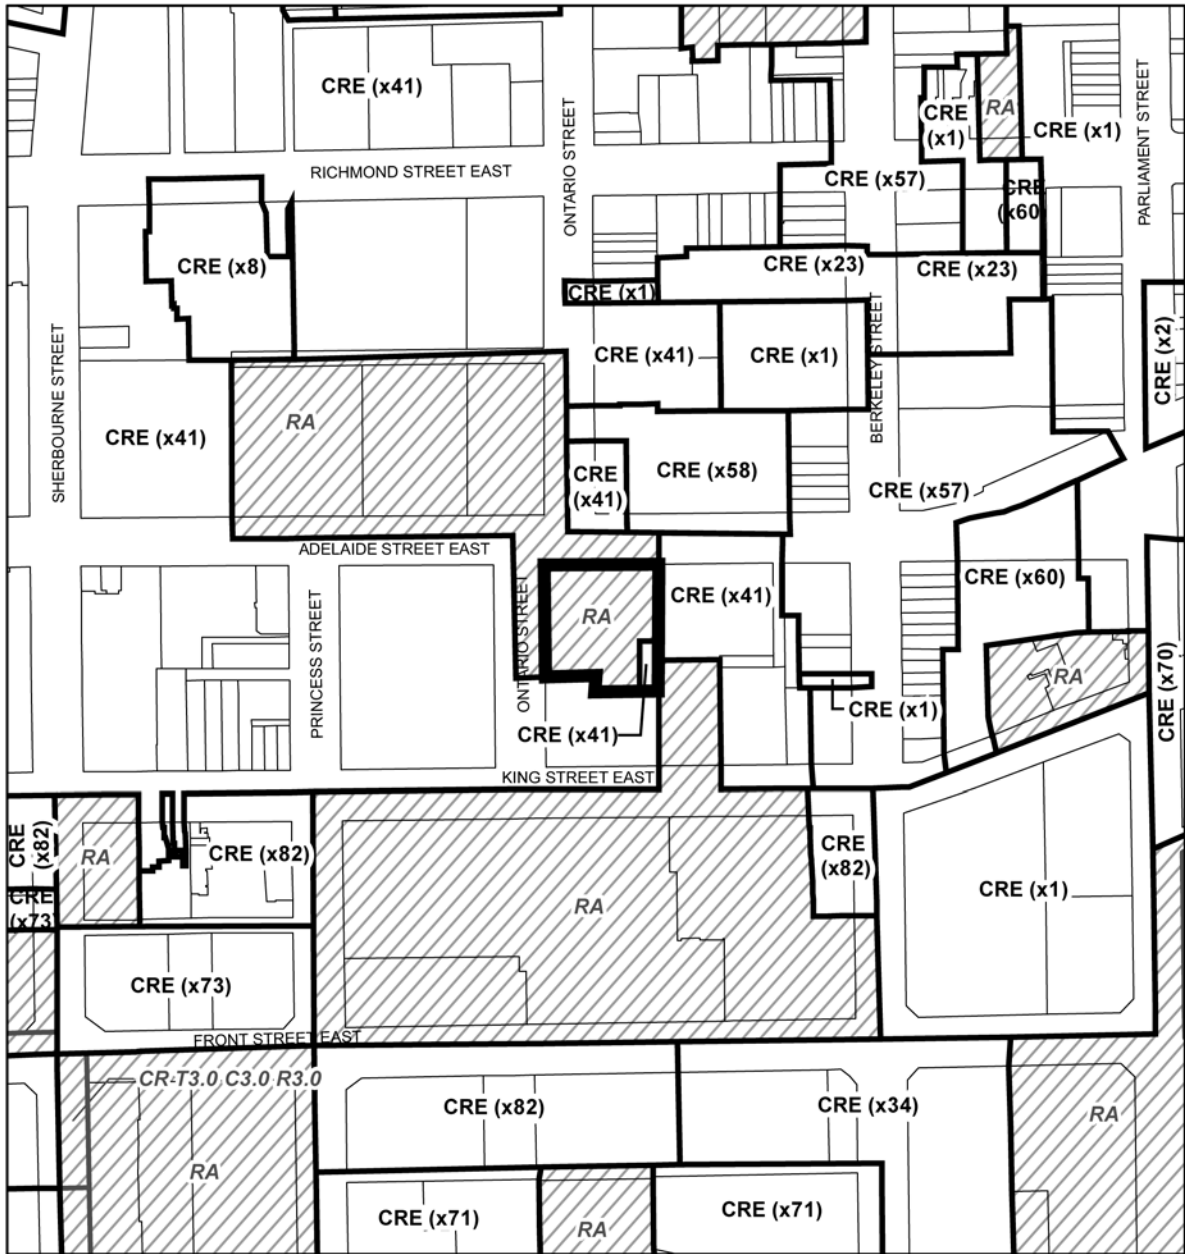 CRE (x41)
CRE
(x1)
RA
CRE (x1)
PARLIAMENT STREET
ONTARIO STREET
RICHMOND STREET EAST
CRE (x57)
CRE
(x60)
CRE (x8)
CRE (x23)
CRE (x23)
CRE (x1)
SHERBOURNE STREET
CRE (x41)
CRE (x1)
BERKELEY STREET
CRE (x2)
CRE (x41)
RA
CRE
(x41)
CRE (x58)
CRE (x57)
ADELAIDE STREET EAST
PRINCESS STREET
ONTARIO STREET
RA
CRE (x41)
CRE (x60)
RA
CRE (x70)
CRE (x41)
CRE (x1)
KING STREET EAST
CRE
(x82)
RA
CRE (x82)
CRE
(x82)
CRE
(x73)
RA
CRE (x1)
CRE (x73)
FRONT STREET EAST
CR-T3.0 C3.0 R3.0
CRE (x82)
CRE (x34)
RA
RA
CRE (x71)
RA
CRE (x71)